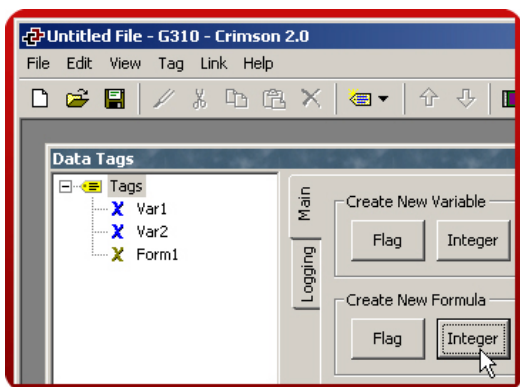 Untitled File - G310 - Crimson 2.0
File Edit View Tag Link Help
Data Tags
Tags
Var1
Var2
Form1
Main
Logging
Create New Variable
Flag Integer
Create New Formula
Flag Integer